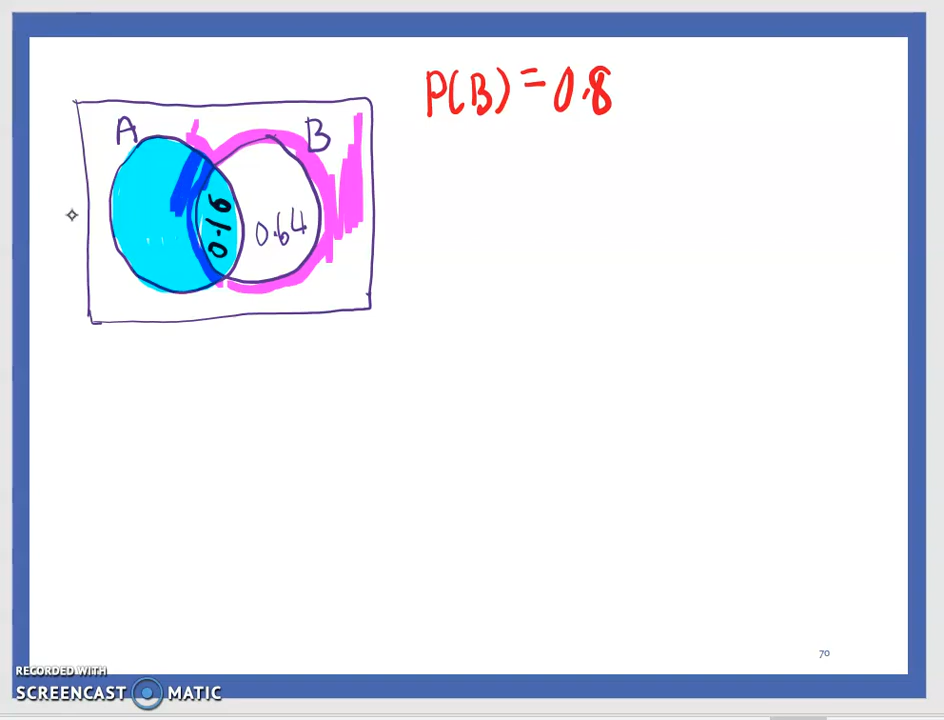 P(B) = 0.8
A
B
0.16
0.64
70
RECORDED WITH
SCREENCAST MATIC